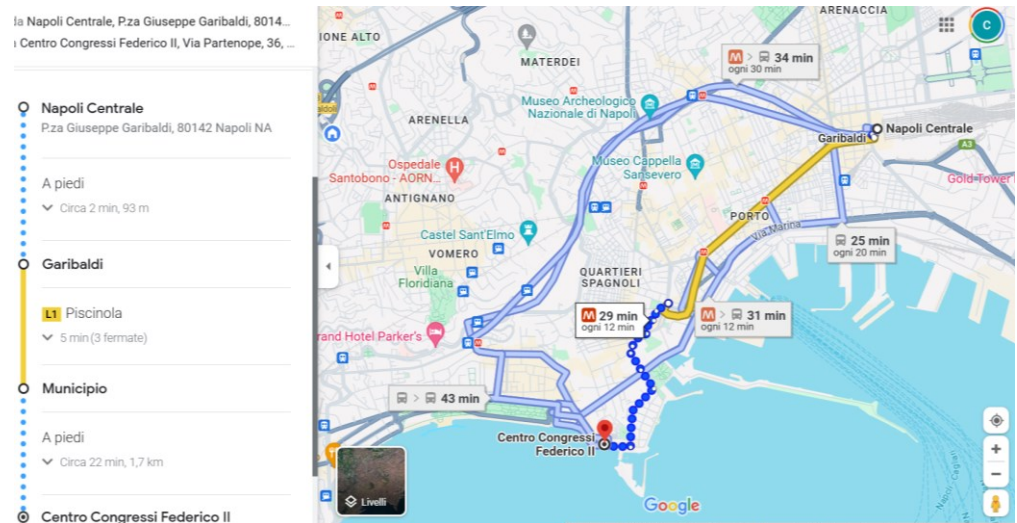 la Napoli Centrale, P.za Giuseppe Garibaldi, 8014...
Centro Congressi Federico II, Via Partenope, 36, ...
Napoli Centrale
P.za Giuseppe Garibaldi, 80142 Napoli NA
A piedi
Circa 2 min, 93 m
Garibaldi
L1 Piscinola
5 min (3 fermate)
Municipio
A piedi
Circa 22 min, 1,7 km
Centro Congressi Federico II
IONE ALTO
MATERDEI
ARENACCIA
C
M > 34 min
ogni 30 min
Museo Archeologico
Nazionale di Napoli
ARENELLA
Napoli Centrale
Garibaldi
A3
Ospedale
Santobono - AORN...
Museo Cappella
Sansevero
Gold Tower
ANTIGNANO
PORTO
Via Marina
Castel Sant'Elmo
VOMERO
25 min
ogni 20 min
Villa
Floridiana
QUARTIERI
SPAGNOLI
M 29 min
ogni 12 min
M > 31 min
ogni 12 min
rand Hotel Parker's
> 43 min
Centro Congressi
Federico II
Livelli
Google
Napoli - Cagliari